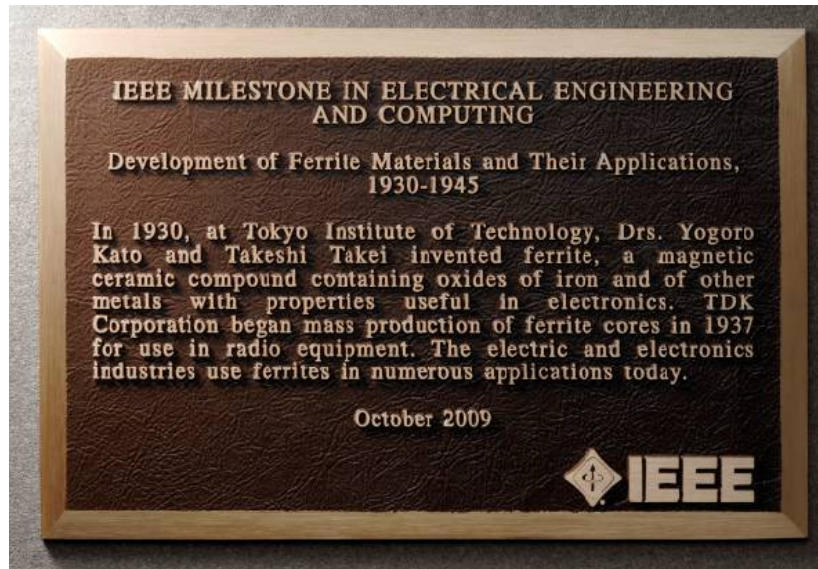 IEEE MILESTONE IN ELECTRICAL ENGINEERING
AND COMPUTING
Development of Ferrite Materials and Their Applications,
1930-1945
In 1930, at Tokyo Institute of Technology, Drs. Yogoro
Kato and Takeshi Takei invented ferrite, a magnetic
ceramic compound containing oxides of iron and of other
metals with properties useful in electronics. TDK
Corporation began mass production of ferrite cores in 1937
for use in radio equipment. The electric and electronics
industries use ferrites in numerous applications today.
October 2009
IEEE